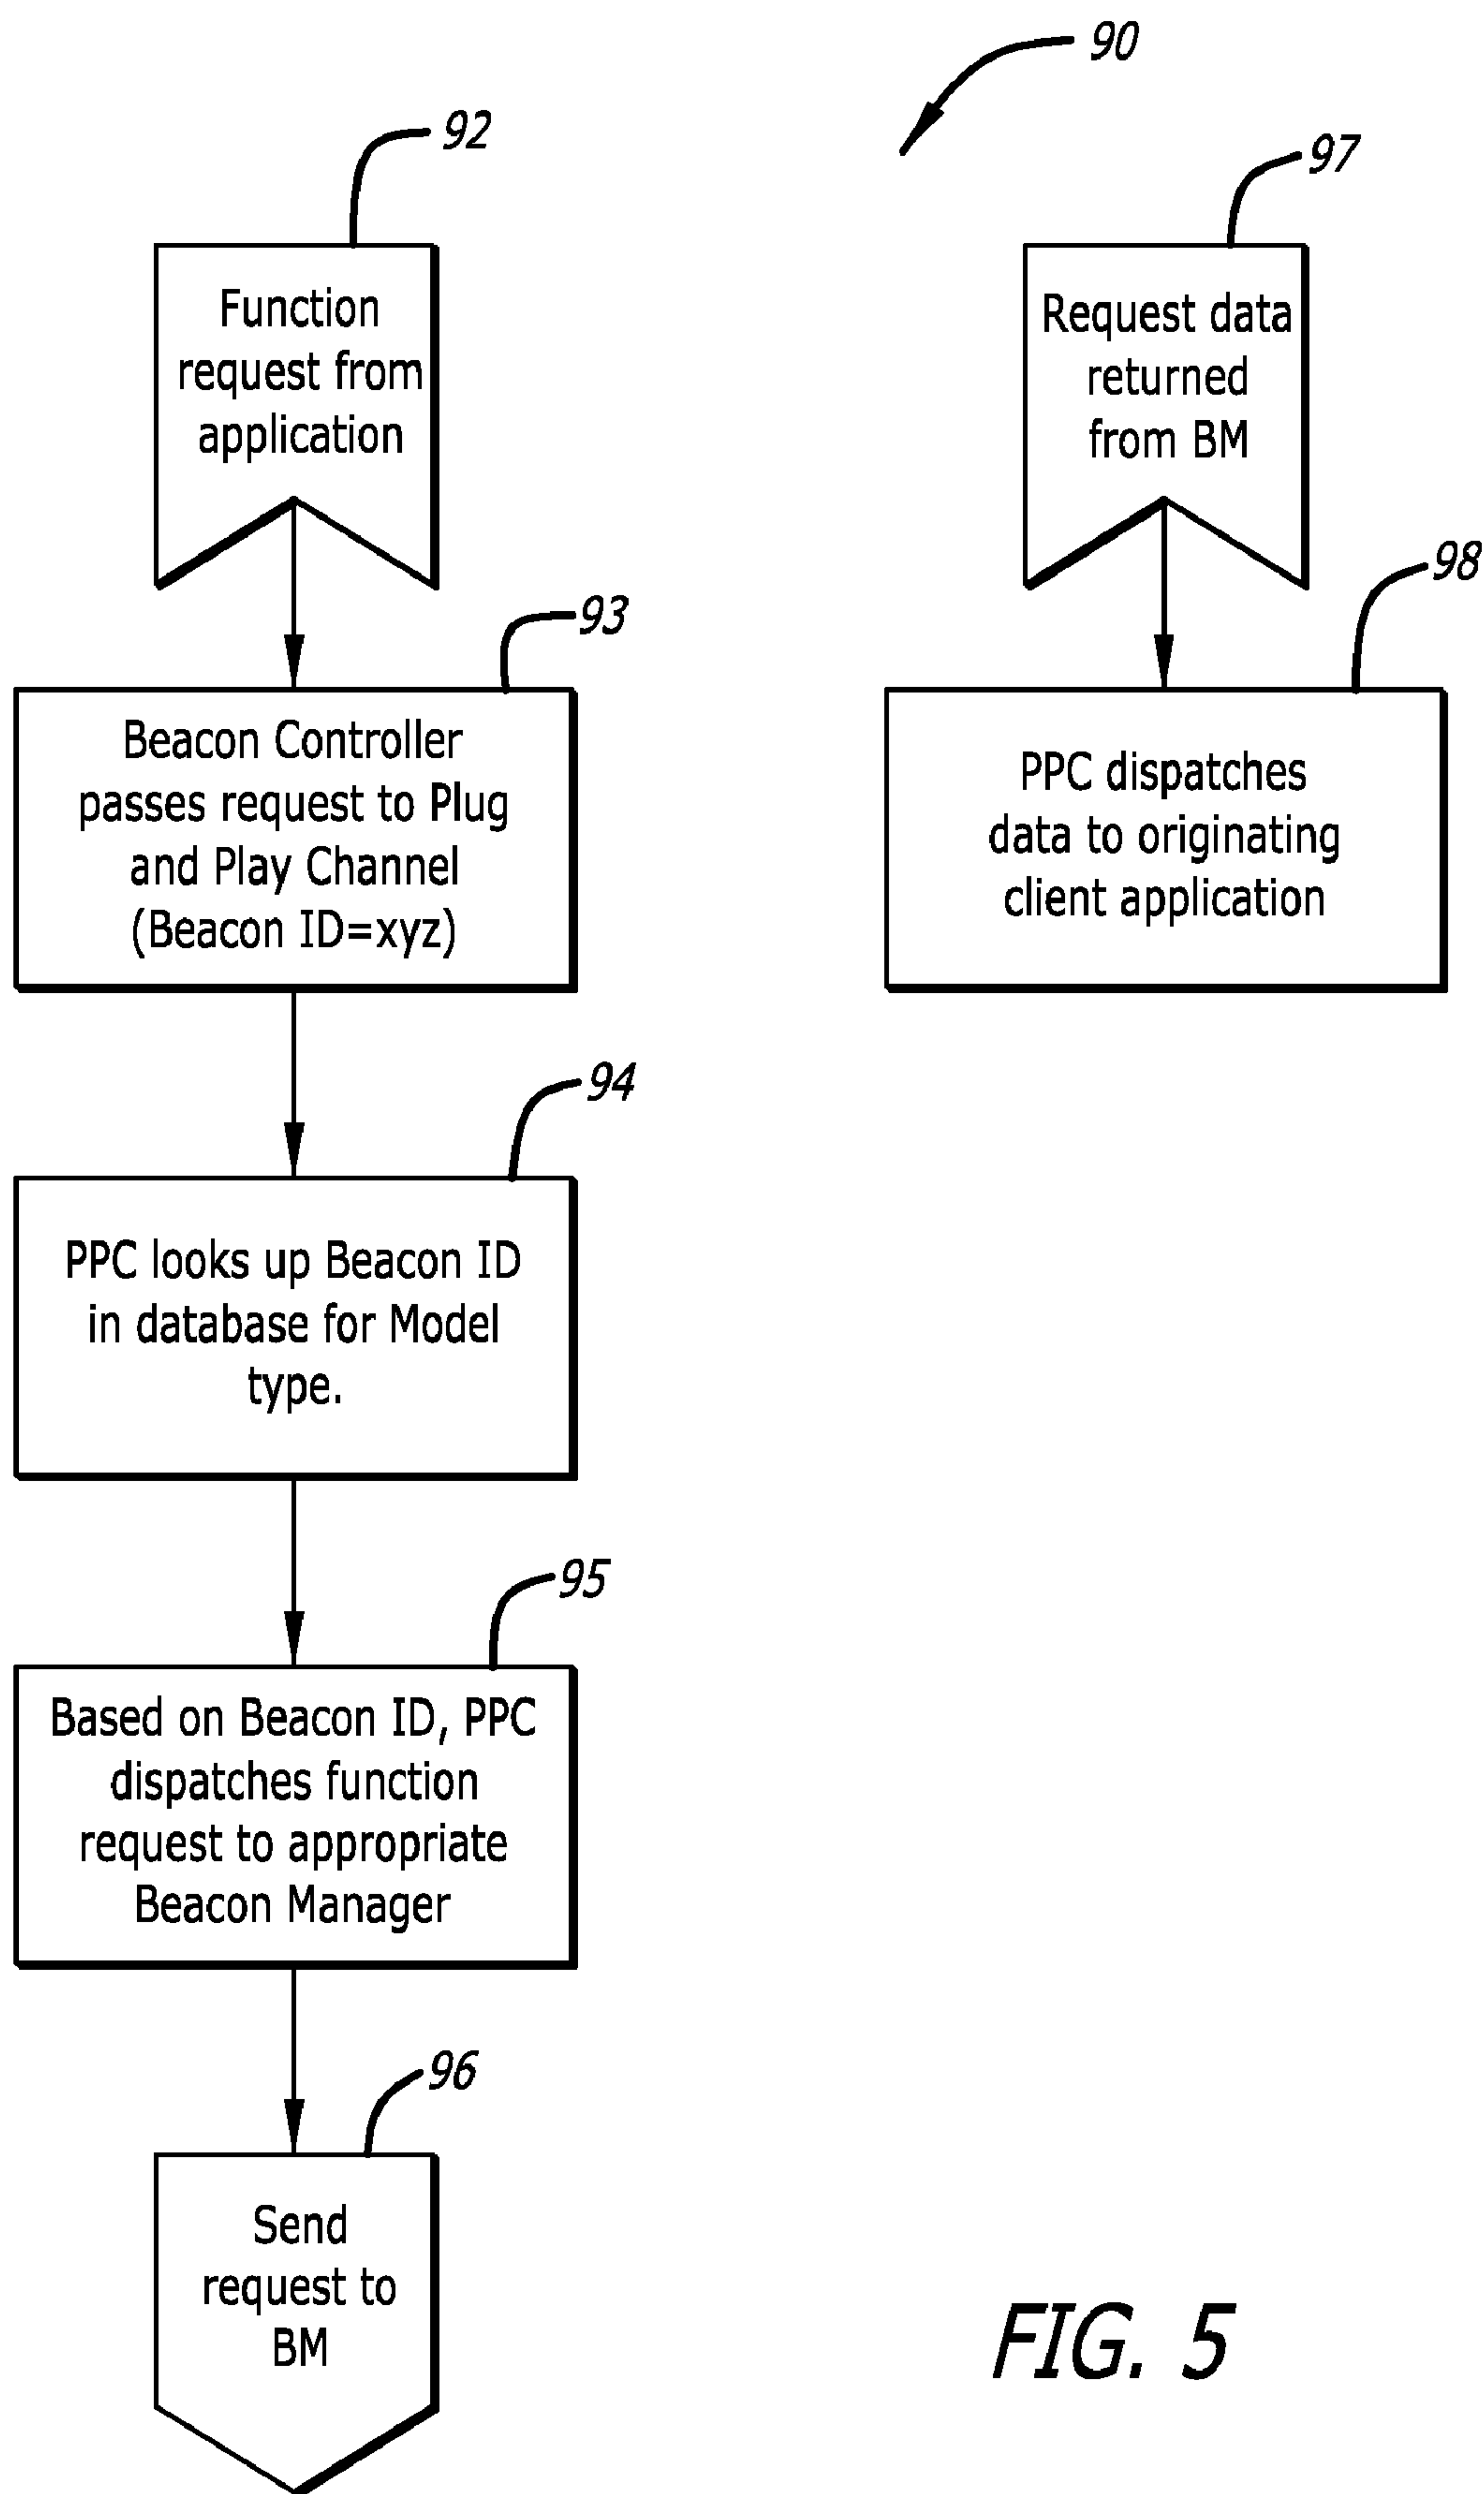 90
92
Function
request from
application
93
Beacon Controller
passes request to Plug
and Play Channel
(Beacon ID=xyz)
94
PPC looks up Beacon ID
in database for Model
type.
95
Based on Beacon ID, PPC
dispatches function
request to appropriate
Beacon Manager
96
Send
request to
BM
97
Request data
returned
from BM
98
PPC dispatches
data to originating
client application
FIG. 5